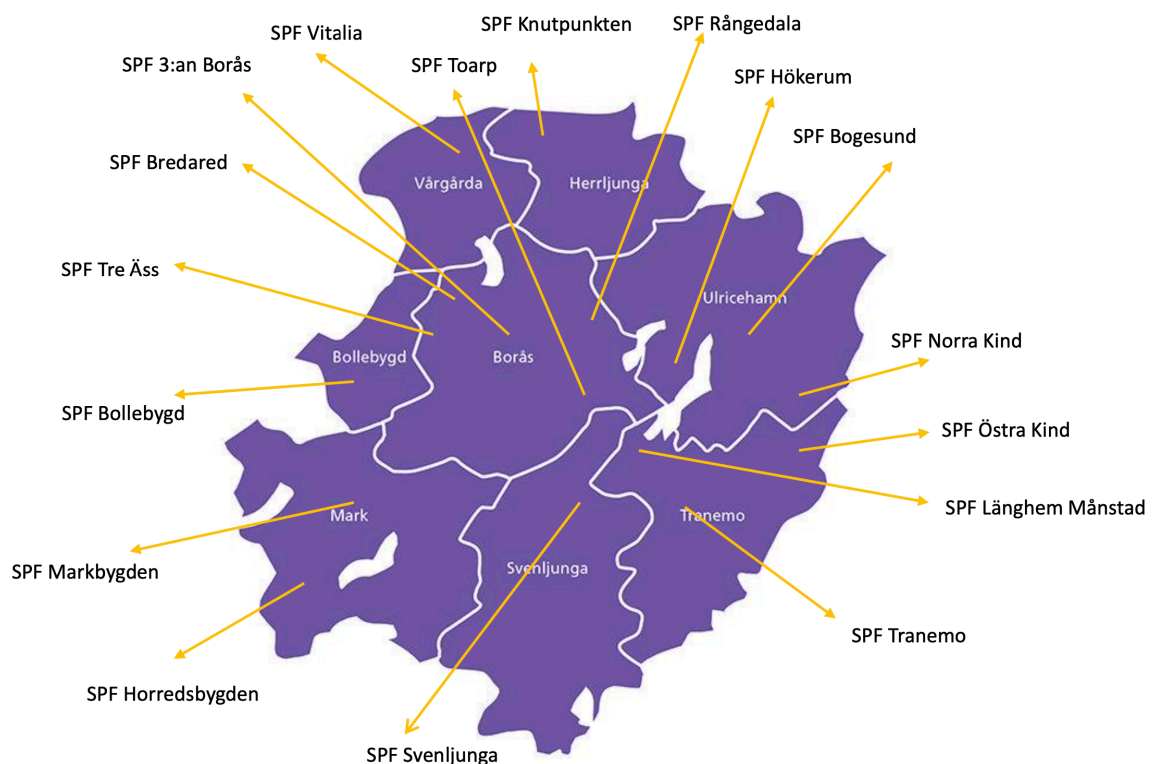 SPF Knutpunkten
SPF Rångedala
SPF Vitalia
SPF 3:an Borås
SPF Toarp
SPF Hökerum
SPF Bogesund
SPF Bredared
Vårgårda
Herrljunga
SPF Tre Äss
Ulricehamn
SPF Norra Kind
Bollebygd
Borås
SPF Bollebygd
SPF Östra Kind
SPF Länghem Månstad
Mark
Tranemo
SPF Markbygden
Svenljunga
SPF Tranemo
SPF Horredsbygden
SPF Svenljunga